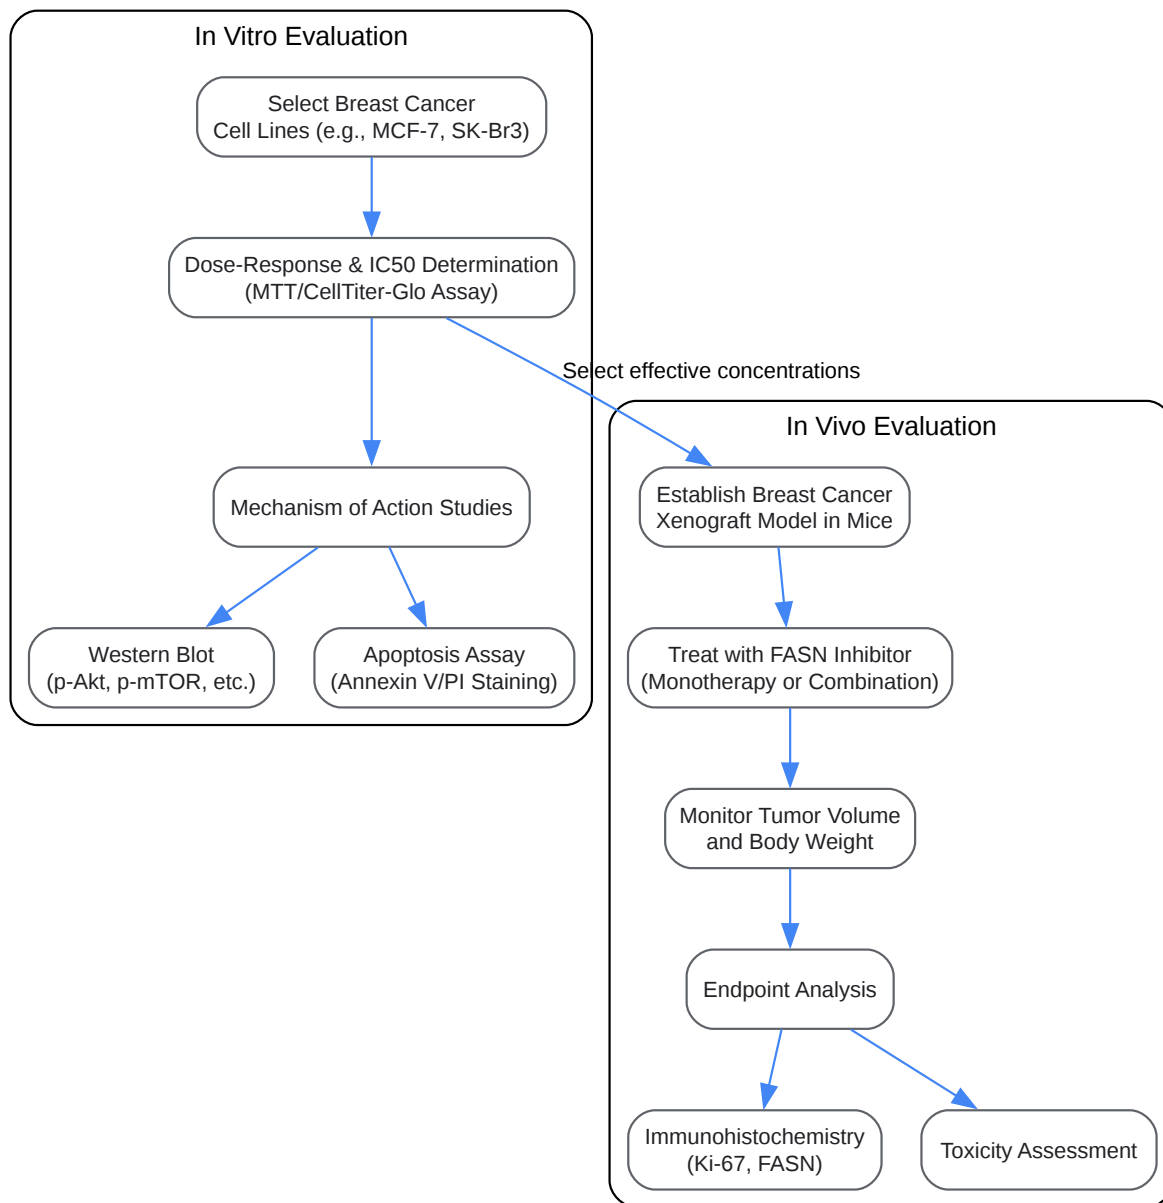 In Vitro Evaluation
Select Breast Cancer
Cell Lines (e.g., MCF-7, SK-Br3)
Dose-Response & IC50 Determination
(MTT/CellTiter-Glo Assay)
Select effective concentrations
Mechanism of Action Studies
Western Blot
(p-Akt, p-mTOR, etc.)
Apoptosis Assay
(Annexin V/PI Staining)
In Vivo Evaluation
Establish Breast Cancer
Xenograft Model in Mice
Treat with FASN Inhibitor
(Monotherapy or Combination)
Monitor Tumor Volume
and Body Weight
Endpoint Analysis
Immunohistochemistry
(Ki-67, FASN)
Toxicity Assessment